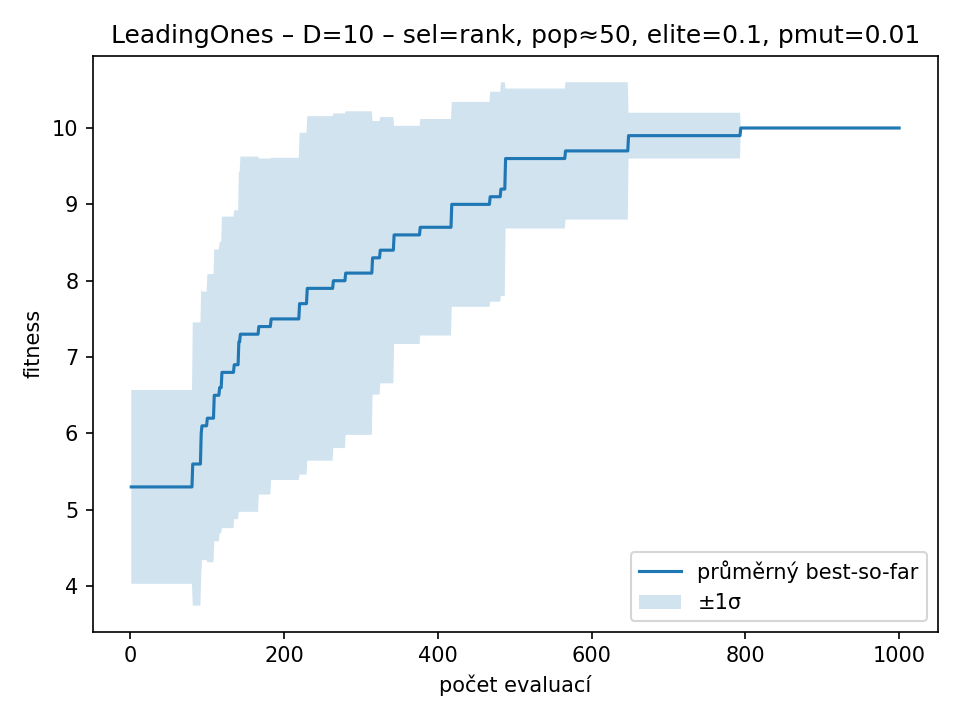 LeadingOnes – D=10 – sel=rank, pop≈50, elite=0.1, pmut=0.01
fitness
10
9
8
7
6
5
4
průměrný best-so-far
±1σ
0 200 400 600 800 1000
počet evaluací